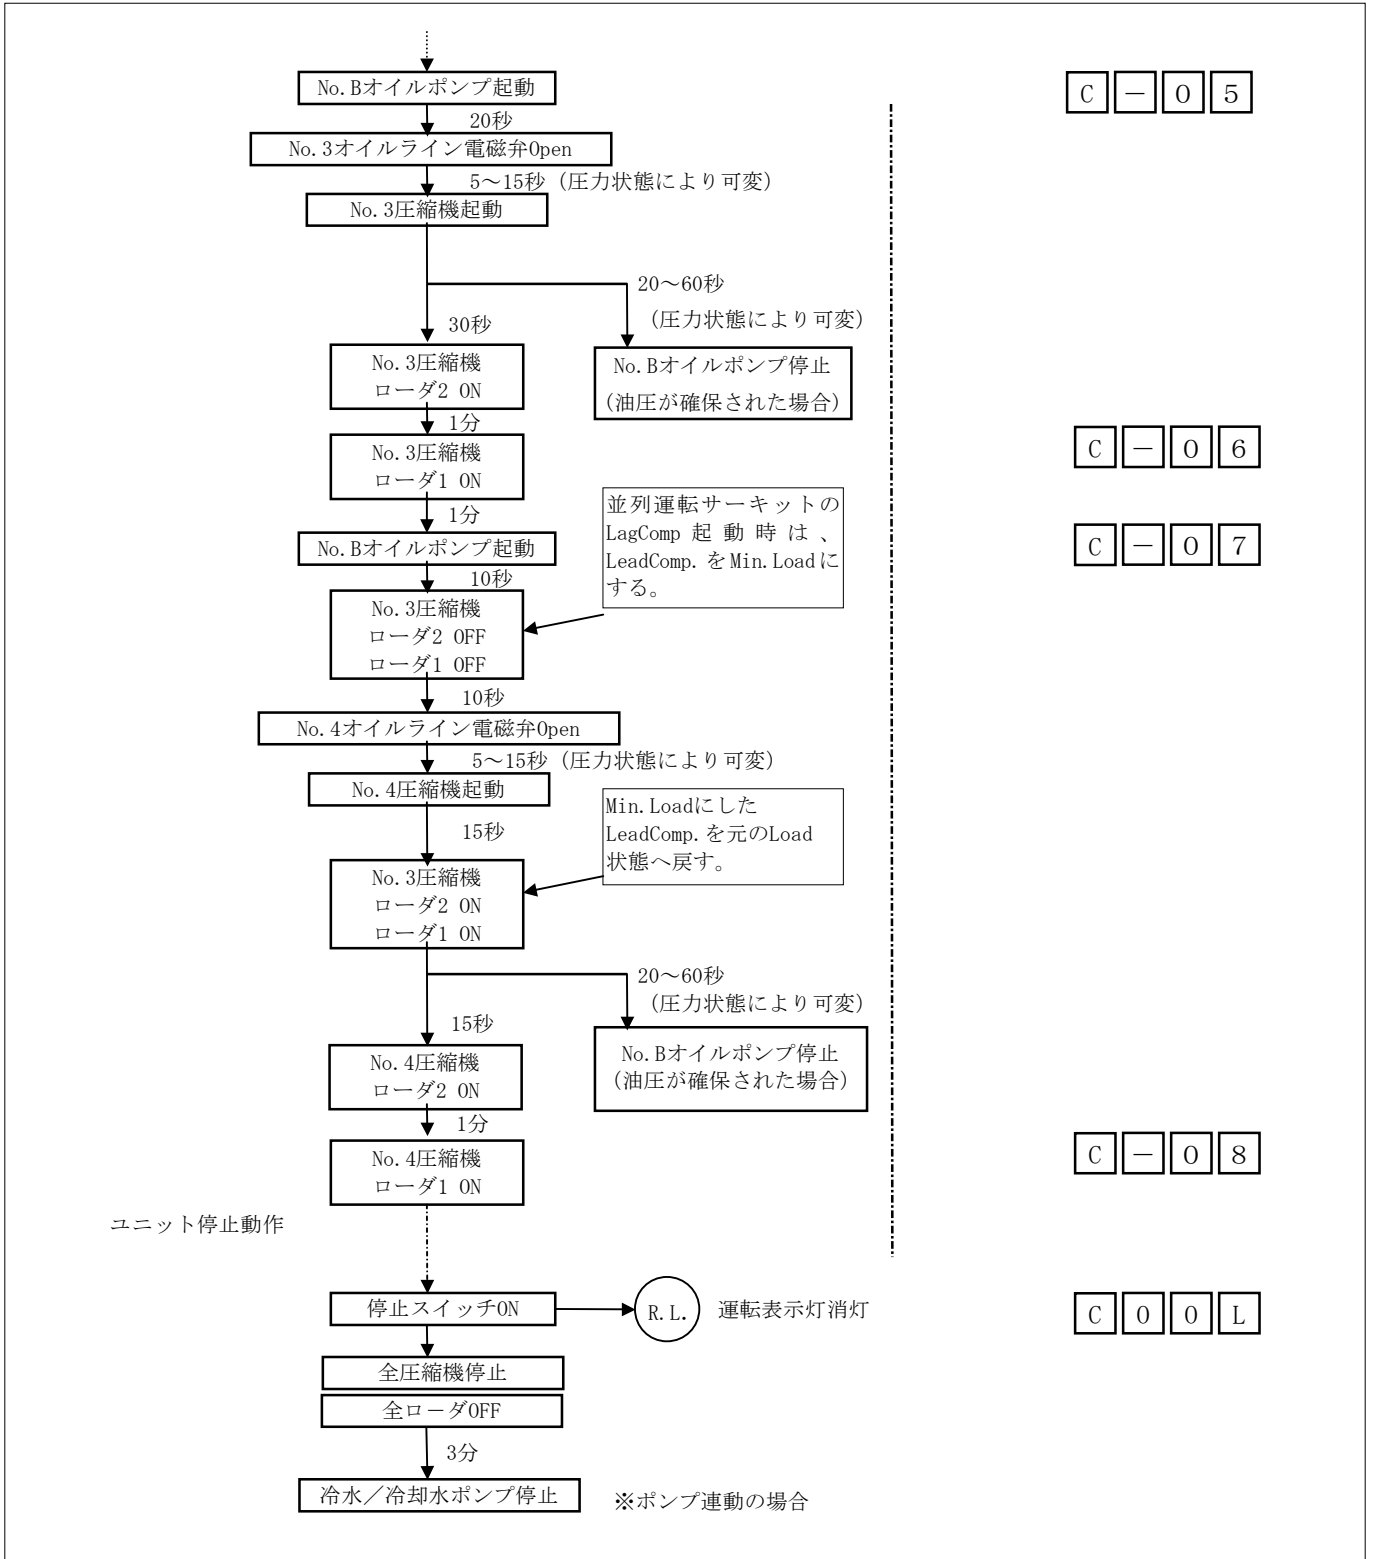 No.Bオイルポンプ起動
C － 0 5
20秒
No.3オイルライン電磁弁Open
5～15秒（圧力状態により可変）
No.3圧縮機起動
20～60秒
（圧力状態により可変）
30秒
No.3圧縮機
ローダ2 ON
No.Bオイルポンプ停止
（油圧が確保された場合）
1分
No.3圧縮機
ローダ1 ON
C － 0 6
1分
並列運転サーキットの
LagComp 起動時は、
LeadComp.をMin.Loadに
する。
No.Bオイルポンプ起動
C － 0 7
10秒
No.3圧縮機
ローダ2 OFF
ローダ1 OFF
10秒
No.4オイルライン電磁弁Open
5～15秒（圧力状態により可変）
No.4圧縮機起動
Min.Loadにした
LeadComp.を元のLoad
状態へ戻す。
15秒
No.3圧縮機
ローダ2 ON
ローダ1 ON
20～60秒
（圧力状態により可変）
15秒
No.4圧縮機
ローダ2 ON
No.Bオイルポンプ停止
（油圧が確保された場合）
1分
No.4圧縮機
ローダ1 ON
C － 0 8
ユニット停止動作
停止スイッチON
R.L.
運転表示灯消灯
C 0 0 L
全圧縮機停止
全ローダOFF
3分
冷水／冷却水ポンプ停止
※ポンプ連動の場合